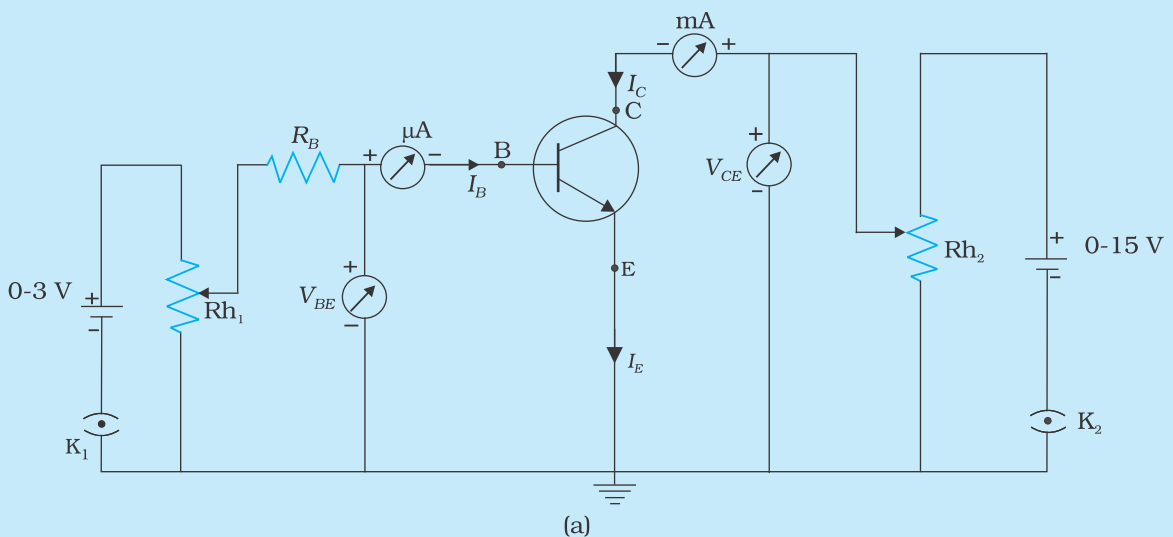 mA
− +
I_C
C
R_B
µA
+ −
B
I_B
+
V_CE
−
E
0-3 V
+
−
Rh₁
+
V_BE
−
Rh₂
+
−
0-15 V
I_E
K₁
K₂
(a)